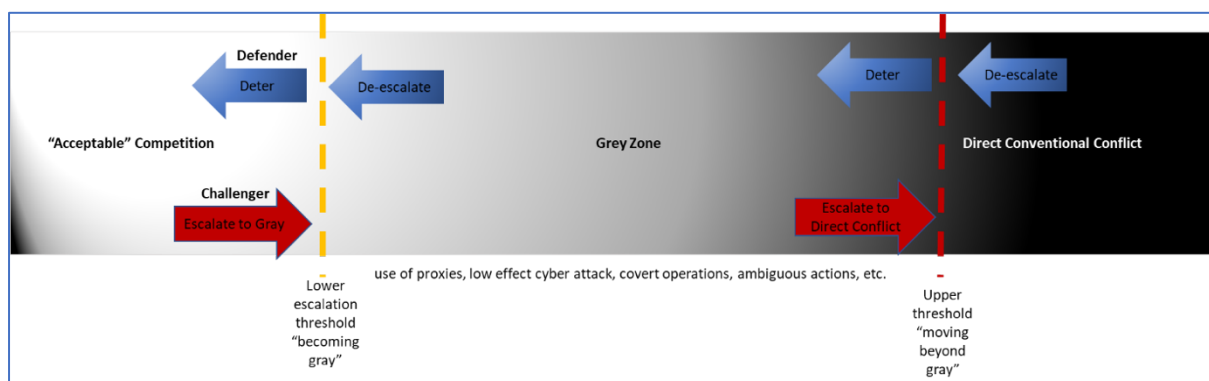 Defender
Deter
De-escalate
Deter
De-escalate
“Acceptable” Competition
Grey Zone
Direct Conventional Conflict
Challenger
Escalate to Gray
Escalate to
Direct Conflict
use of proxies, low effect cyber attack, covert operations, ambiguous actions, etc.
Lower
escalation
threshold
“becoming
gray”
Upper
threshold
“moving
beyond
gray”